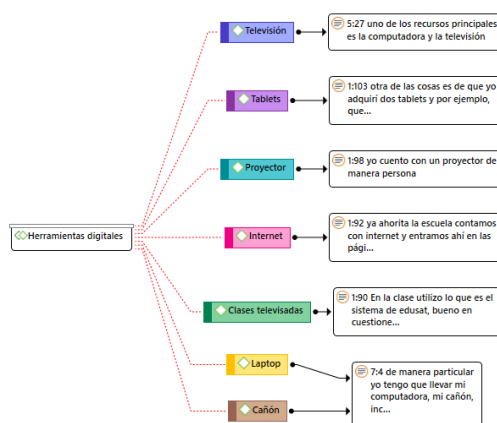 Televisión
5:27 uno de los recursos principales
es la computadora y la televisión
Tablets
1:103 otra de las cosas es de que yo
adquirí dos tablets y por ejemplo,
que...
Proyector
1:98 yo cuento con un proyector de
manera persona
Herramientas digitales
Internet
1:92 ya ahorita la escuela contamos
con internet y entramos ahí en las
pági...
Clases televisadas
1:90 En la clase utilizo lo que es el
sistema de edusat, bueno en
cuestione...
Laptop
7:4 de manera particular
yo tengo que llevar mi
computadora, mi cañón,
inc...
Cañón